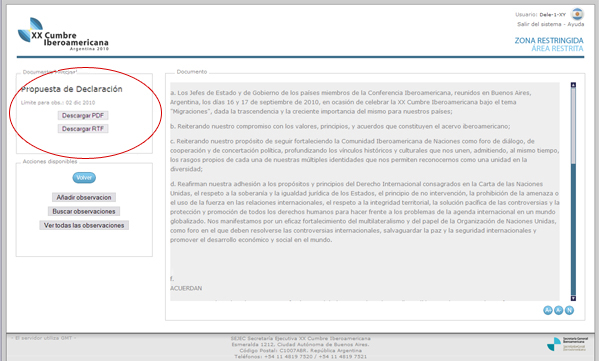 Usuario: Dele-1-XY
Salir del sistema - Ayuda
XX Cumbre
Iberoamericana
Argentina 2010
ZONA RESTRINGIDA
ÁREA RESTRITA
Propuesta de Declaración
Límite para obs.: 02 dic 2010
Descargar PDF
Descargar RTF
Acciones disponibles
Volver
Añadir observacion
Buscar observaciones
Ver todas las observaciones
Documento
a. Los Jefes de Estado y de Gobierno de los países miembros de la Conferencia Iberoamericana, reunidos en Buenos Aires,
Argentina, los días 16 y 17 de septiembre de 2010, en ocasión de celebrar la XX Cumbre Iberoamericana bajo el tema
"Migraciones", dada la trascendencia y la creciente importancia del mismo para nuestros países;
b. Reiterando nuestro compromiso con los valores, principios, y acuerdos que constituyen el acervo iberoamericano;
c. Reiterando nuestro propósito de seguir fortaleciendo la Comunidad Iberoamericana de Naciones como foro de diálogo, de
cooperación y de concertación política, profundizando los vínculos históricos y culturales que nos unen, admitiendo, al mismo tiempo,
los rasgos propios de cada una de nuestras múltiples identidades que nos permiten reconocernos como una unidad en la
diversidad;
d. Reafirman nuestra adhesión a los propósitos y principios del Derecho Internacional consagrados en la Carta de las Naciones
Unidas, el respeto a la soberanía y la igualdad jurídica de los Estados, el principio de no intervención, la prohibición de la amenaza o
el uso de la fuerza en las relaciones internacionales, el respeto a la integridad territorial, la solución pacífica de las controversias y la
protección y promoción de todos los derechos humanos para hacer frente a los problemas de la agenda internacional en un mundo
globalizado. Nos manifestamos por un eficaz fortalecimiento del multilateralismo y del papel de la Organización de Naciones Unidas,
como foro en el que deben resolverse las controversias internacionales, salvaguardar la paz y la seguridad internacionales y
promover el desarrollo económico y social en el mundo.
f.
ACUERDAN
- El servidor utiliza GMT -
SEJEC Secretaría Ejecutiva XX Cumbre Iberoamericana
Esmeralda 1212, Ciudad Autónoma de Buenos Aires.
Código Postal: C1007ABR, República Argentina
Teléfonos: +54 11 4819 7520 / +54 11 4819 7521
Secretaría General
Iberoamericana